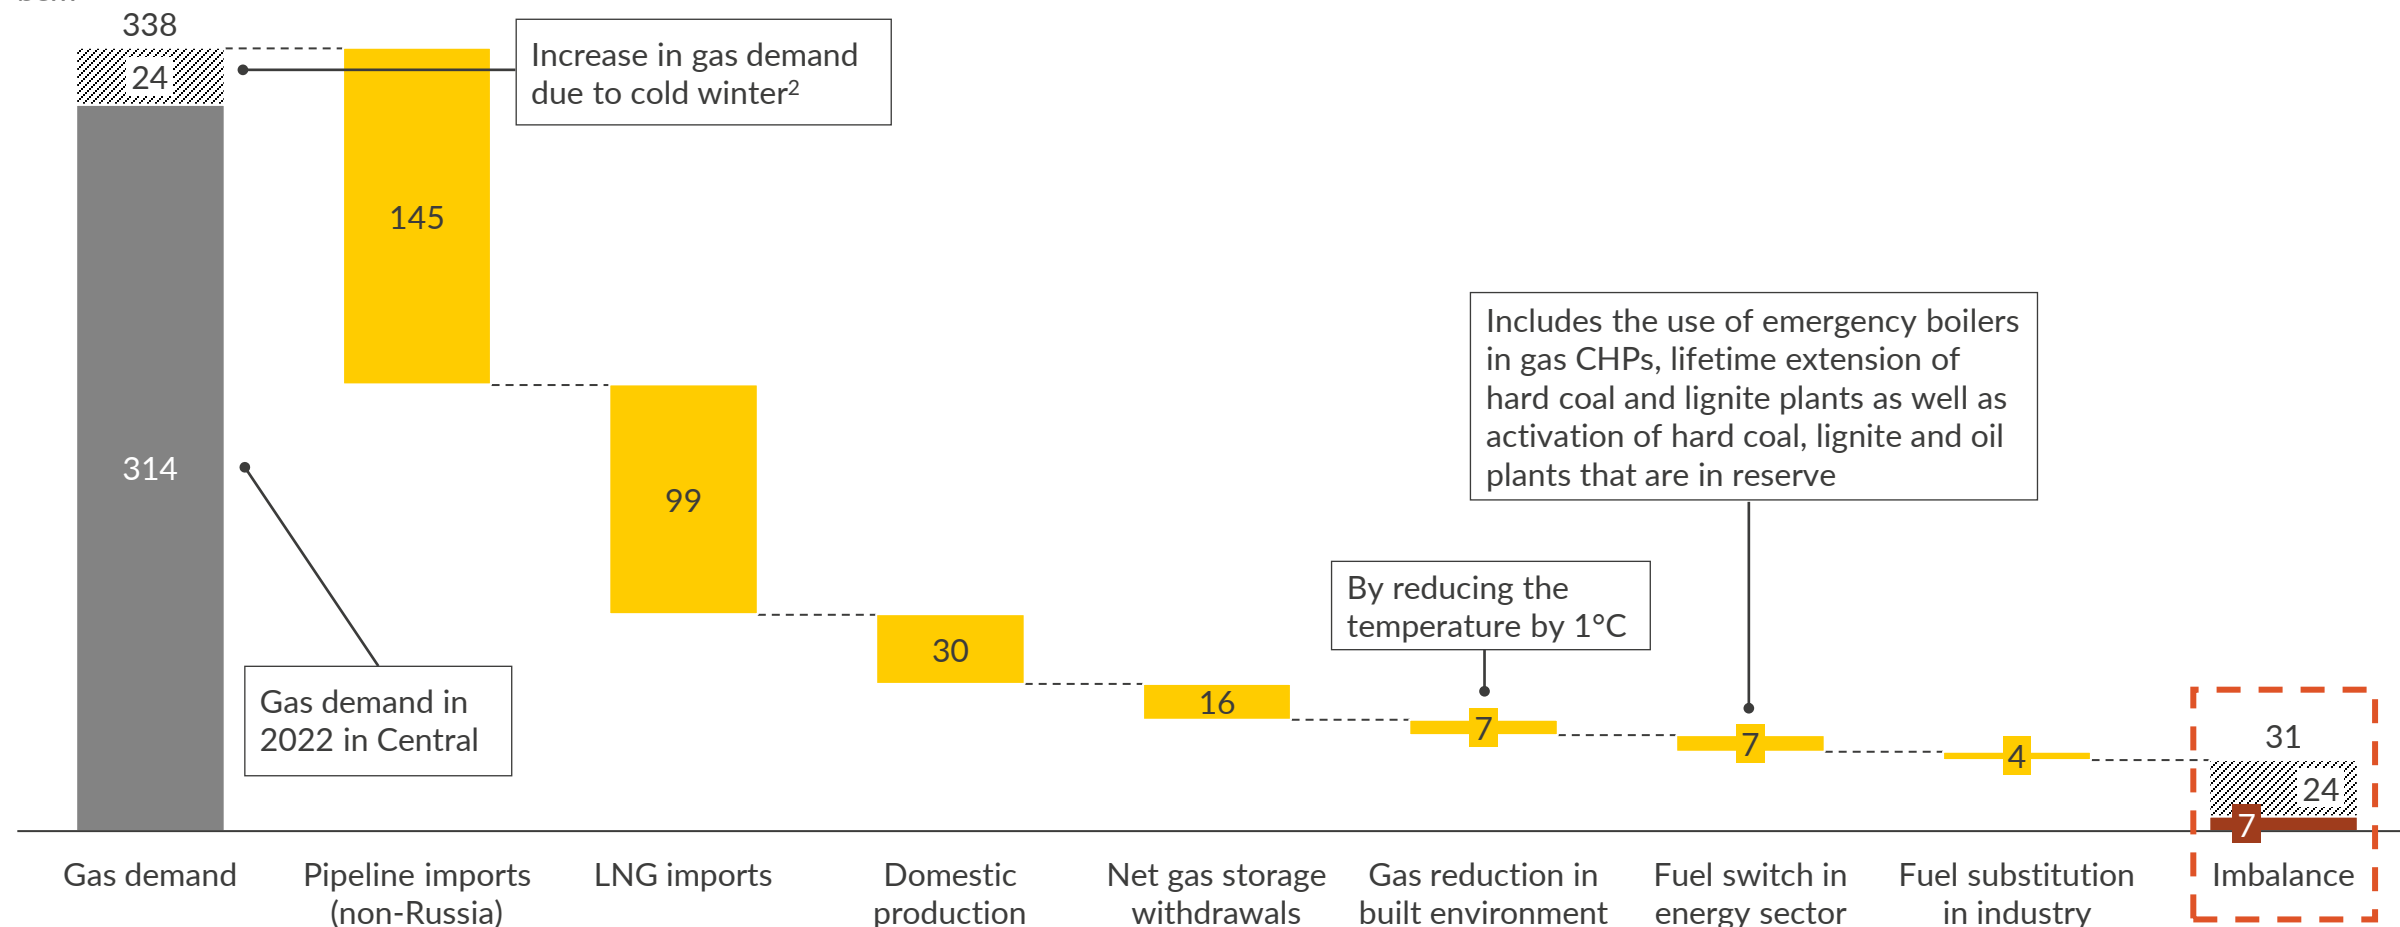 338
24
Increase in gas demand
due to cold winter²
145
314
99
Includes the use of emergency boilers
in gas CHPs, lifetime extension of
hard coal and lignite plants as well as
activation of hard coal, lignite and oil
plants that are in reserve
By reducing the
temperature by 1°C
30
Gas demand in
2022 in Central
16
7
7
4
31
24
7
Gas demand
Pipeline imports
(non-Russia)
LNG imports
Domestic
production
Net gas storage
withdrawals
Gas reduction in
built environment
Fuel switch in
energy sector
Fuel substitution
in industry
Imbalance